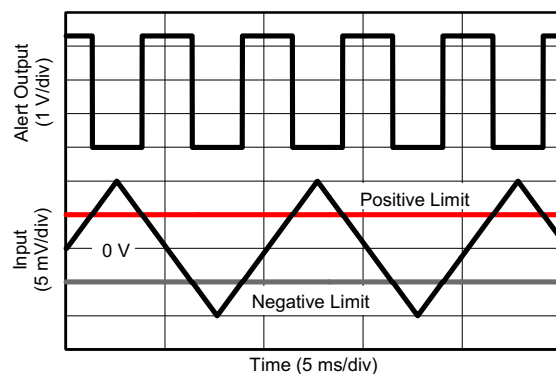 Alert Output
(1 V/div)
Positive Limit
Input
(5 mV/div)
0 V
Negative Limit
Time (5 ms/div)